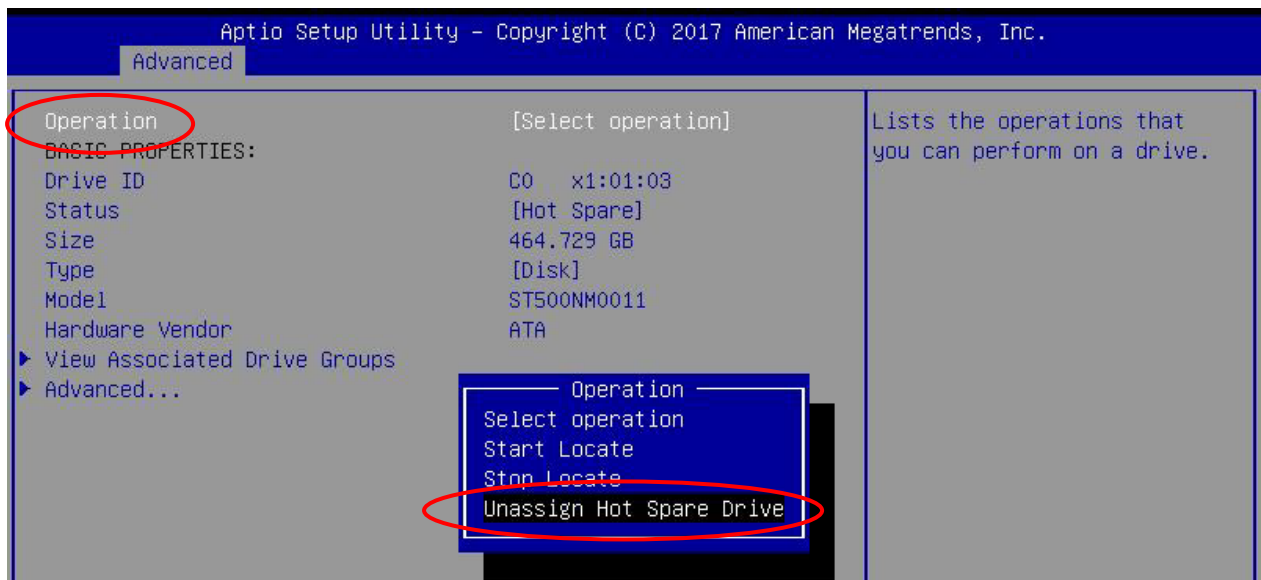 Aptio Setup Utility – Copyright (C) 2017 American Megatrends, Inc.
Advanced
Operation [Select operation]
BASIC PROPERTIES:
Drive ID C0 x1:01:03
Status [Hot Spare]
Size 464.729 GB
Type [Disk]
Model ST500NM0011
Hardware Vendor ATA
View Associated Drive Groups
Advanced...
Lists the operations that
you can perform on a drive.
Operation
Select operation
Start Locate
Stop Locate
Unassign Hot Spare Drive